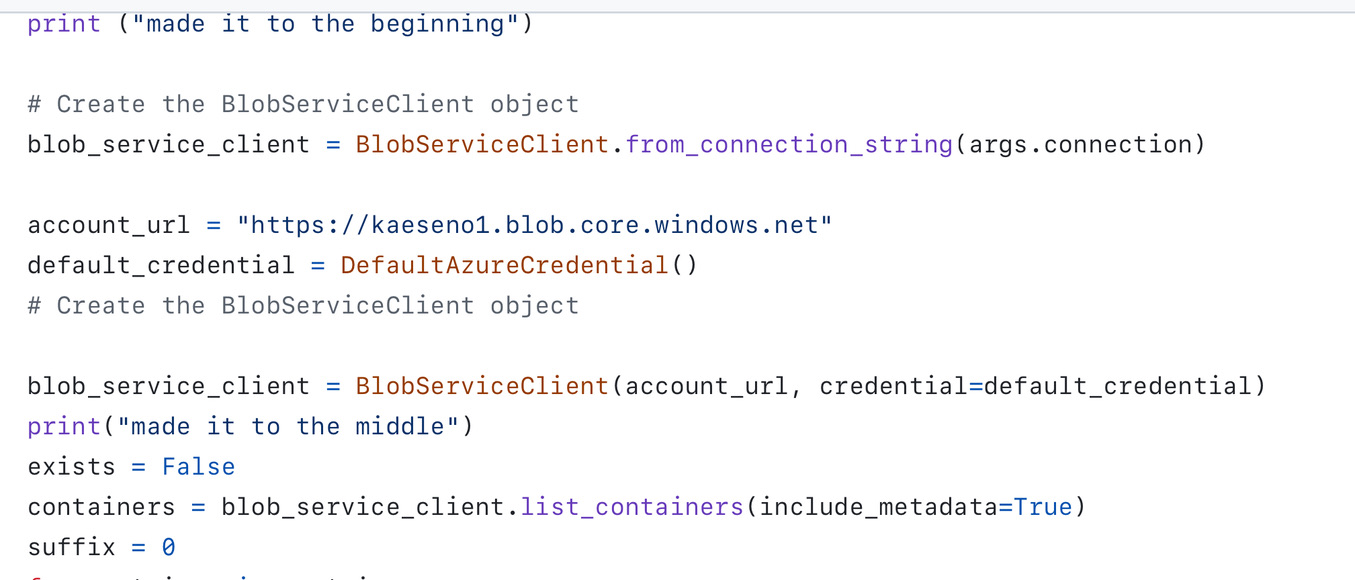 print ("made it to the beginning")
# Create the BlobServiceClient object
blob_service_client = BlobServiceClient.from_connection_string(args.connection)
account_url = "https://kaeseno1.blob.core.windows.net"
default_credential = DefaultAzureCredential()
# Create the BlobServiceClient object
blob_service_client = BlobServiceClient(account_url, credential=default_credential)
print("made it to the middle")
exists = False
containers = blob_service_client.list_containers(include_metadata=True)
suffix = 0